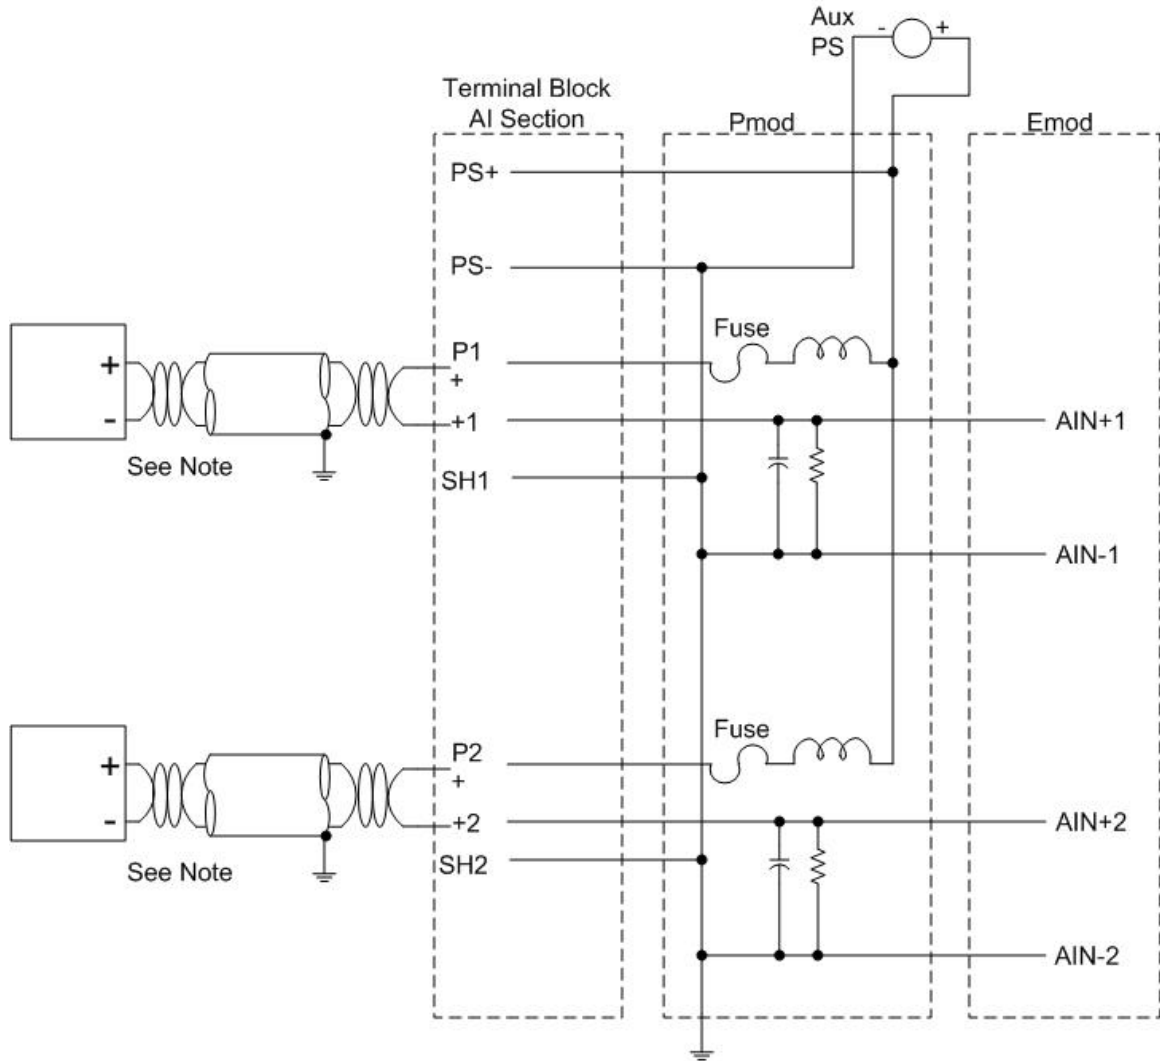 Aux
PS
-
+
Terminal Block
AI Section
Pmod
Emod
PS+
PS-
Fuse
P1
+
+
-
+1
AIN+1
See Note
SH1
AIN-1
Fuse
P2
+
+
-
+2
AIN+2
See Note
SH2
AIN-2